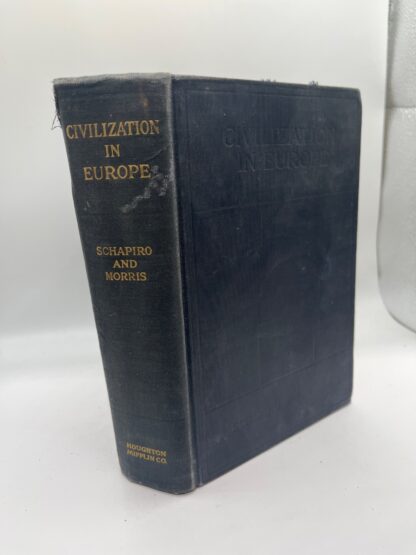 CIVILIZATION
IN
EUROPE
SCHAPIRO
AND
MORRIS
HOUGHTON
MIFFLIN CO.
CIVILIZATION
IN EUROPE